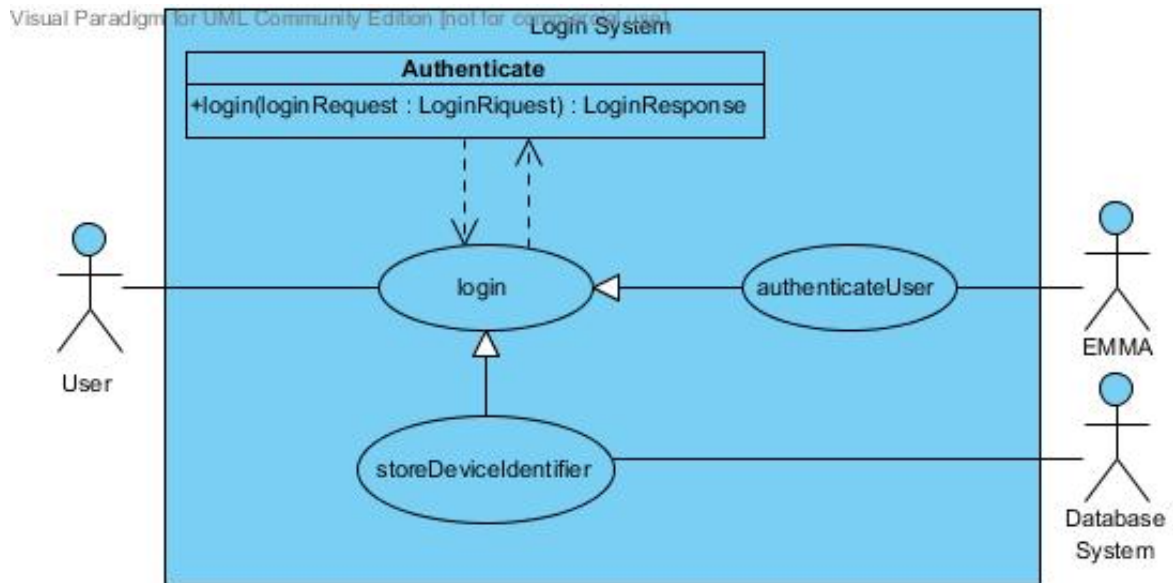 Visual Paradigm for UML Community Edition [not for commercial use]
Login System
Authenticate
+login(loginRequest : LoginRiquest) : LoginResponse
login
authenticateUser
EMMA
User
storeDeviceIdentifier
Database
System